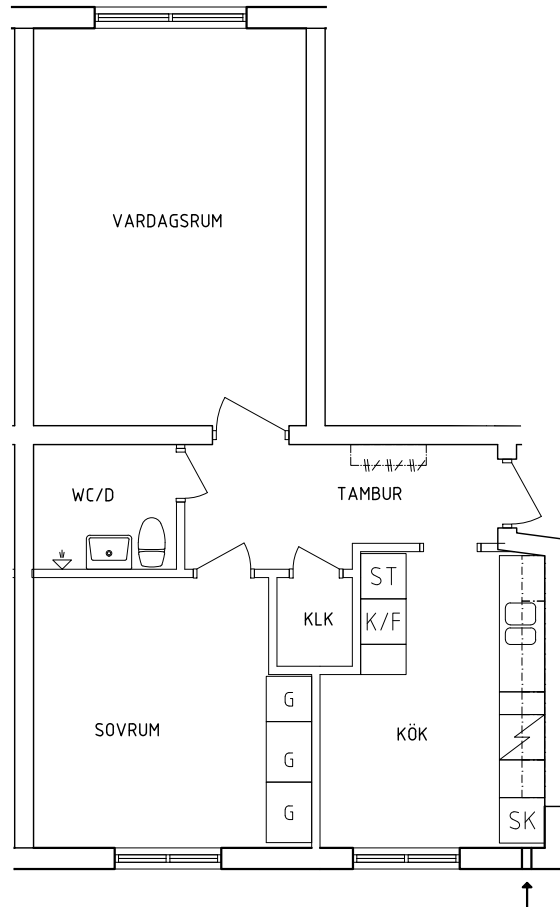 VARDAGSRUM
WC/D
TAMBUR
ST
KLK
K/F
G
SOVRUM
KÖK
G
G
SK